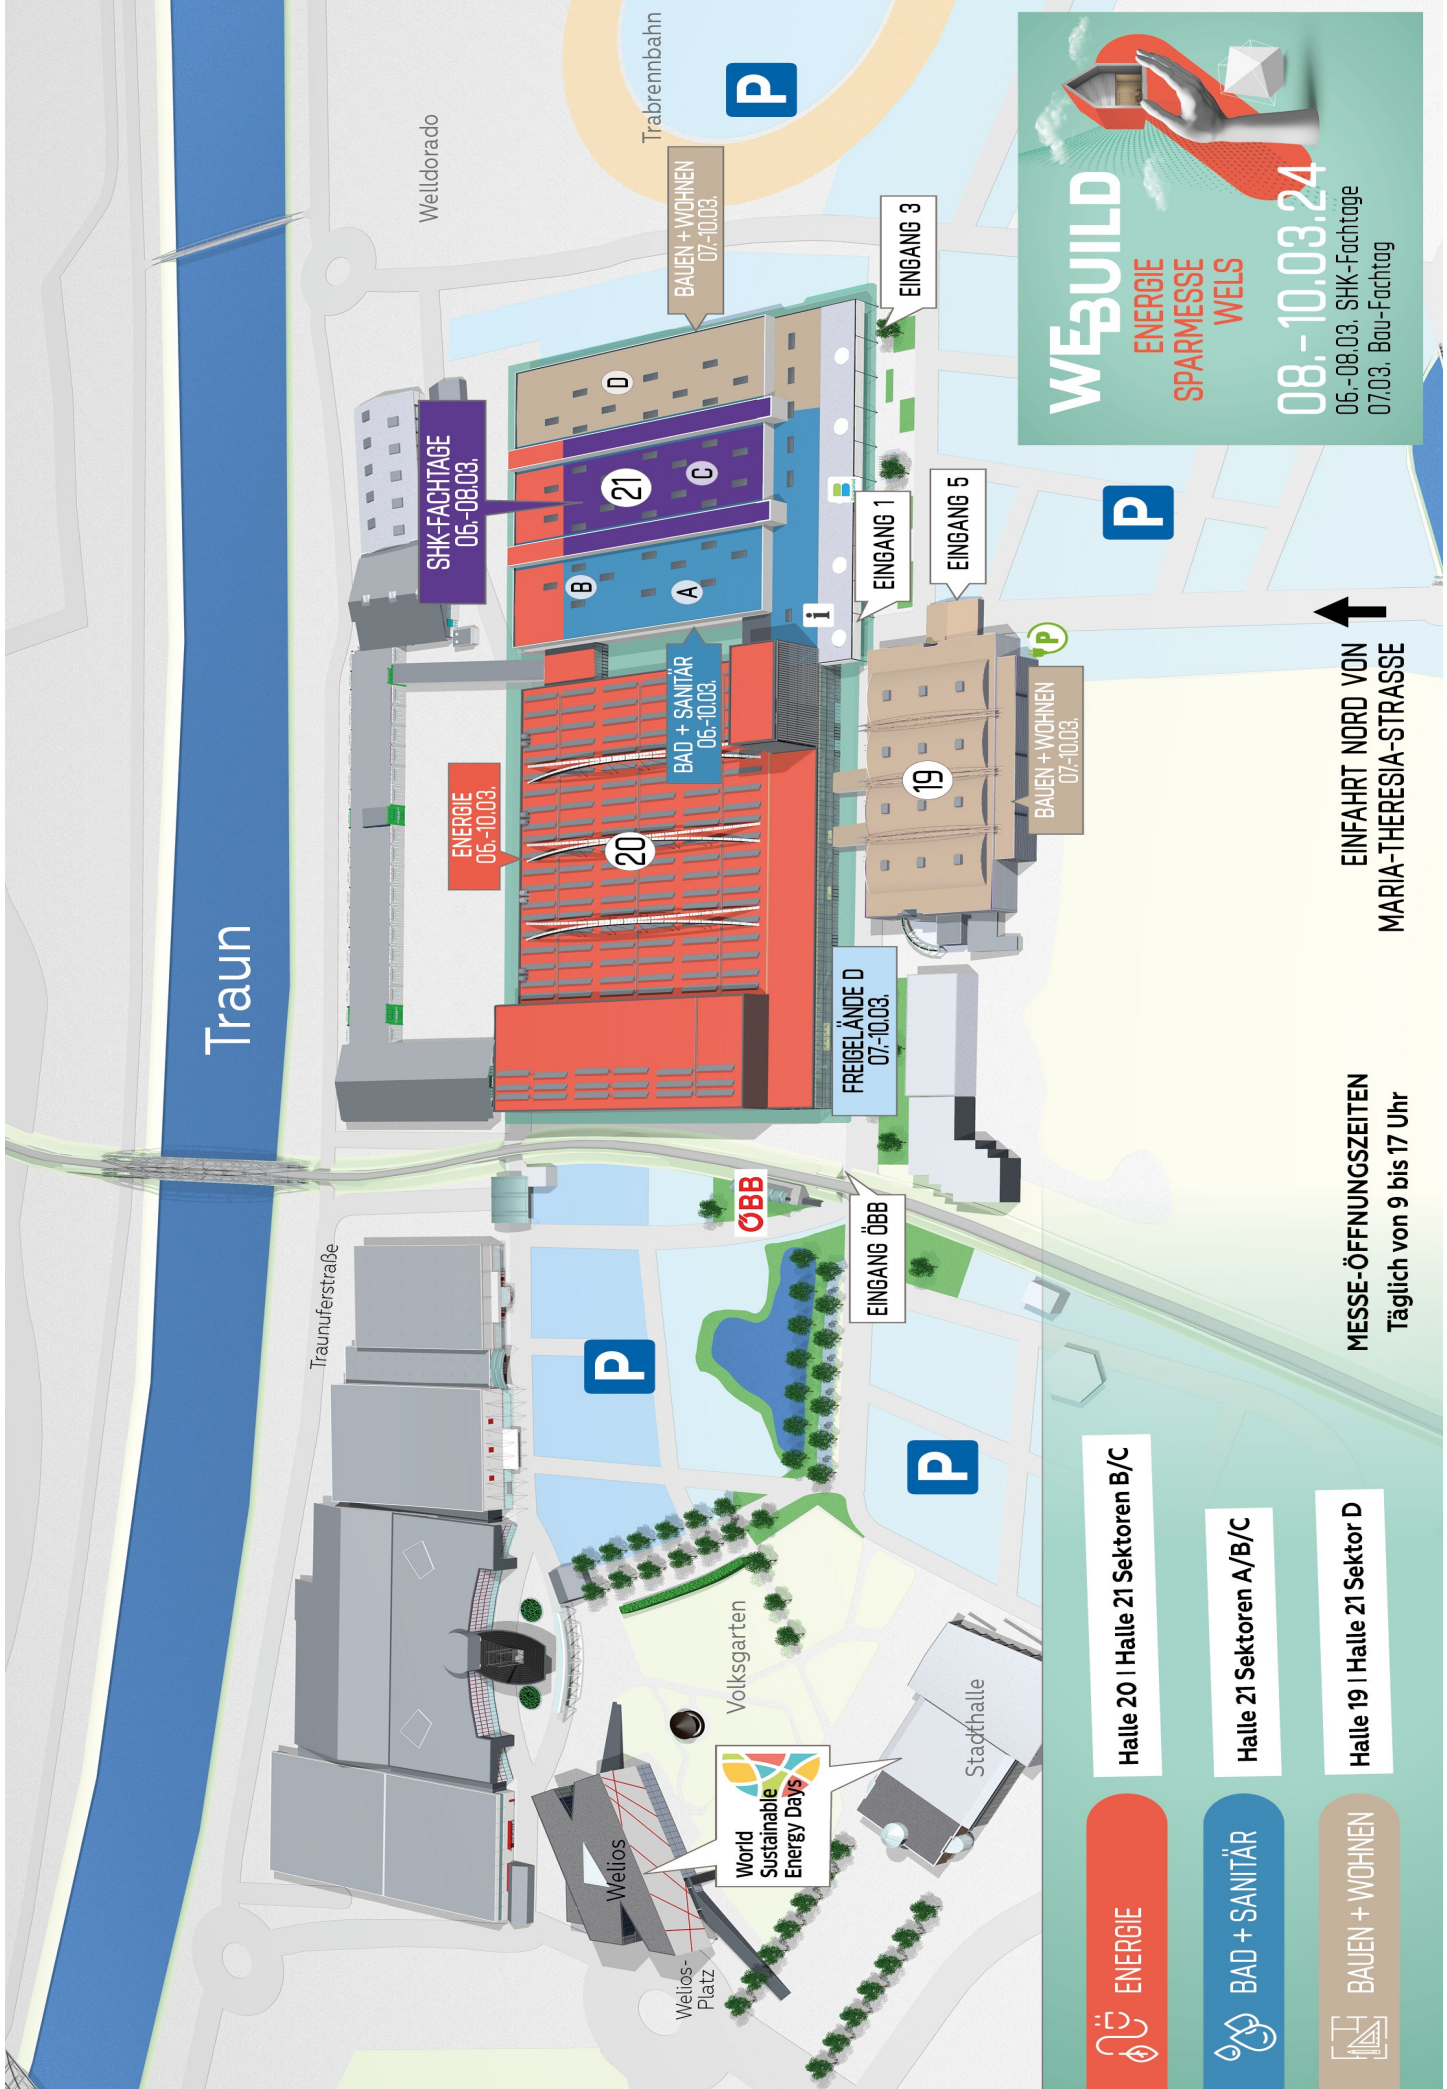 Traun
Welldorado
Trabrennbahn
P
Traunuferstraße
SHK-FACHTAGE
06.-08.03.
BAUEN + WOHNEN
07.-10.03.
ENERGIE
06.-10.03.
BAD + SANITÄR
06.-10.03.
20
21
A
B
C
D
i
EINGANG 3
EINGANG 1
EINGANG 5
19
P
BAUEN + WOHNEN
07.-10.03.
FREIGELÄNDE D
07.-10.03.
ÖBB
EINGANG ÖBB
P
P
P
Volksgarten
Stadthalle
Welios
Welios-
Platz
World
Sustainable
Energy Days
EINFAHRT NORD VON
MARIA-THERESIA-STRASSE
MESSE-ÖFFNUNGSZEITEN
Täglich von 9 bis 17 Uhr
WEBUILD
ENERGIE
SPARMESSE
WELS
08.-10.03.24
06.-08.03. SHK-Fachtage
07.03. Bau-Fachtag
ENERGIE
Halle 20 | Halle 21 Sektoren B/C
BAD + SANITÄR
Halle 21 Sektoren A/B/C
BAUEN + WOHNEN
Halle 19 | Halle 21 Sektor D